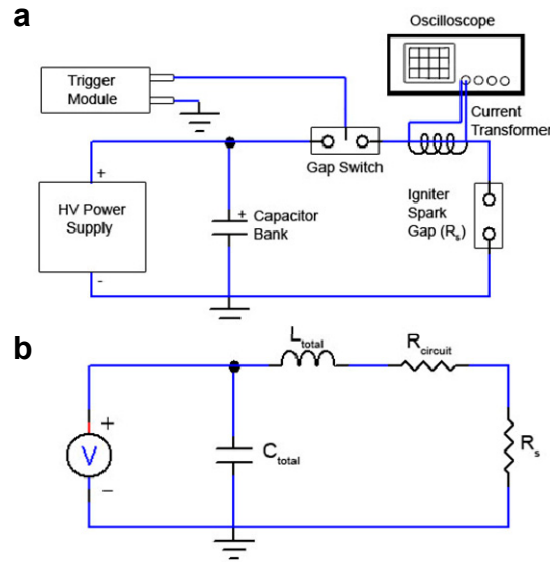 a
Oscilloscope
Trigger
Module
Current
Transformer
Gap Switch
+
HV Power
Supply
-
+ Capacitor
Bank
Igniter
Spark
Gap (Rs)
b
Ltotal
Rcircuit
+
V
−
Ctotal
Rs